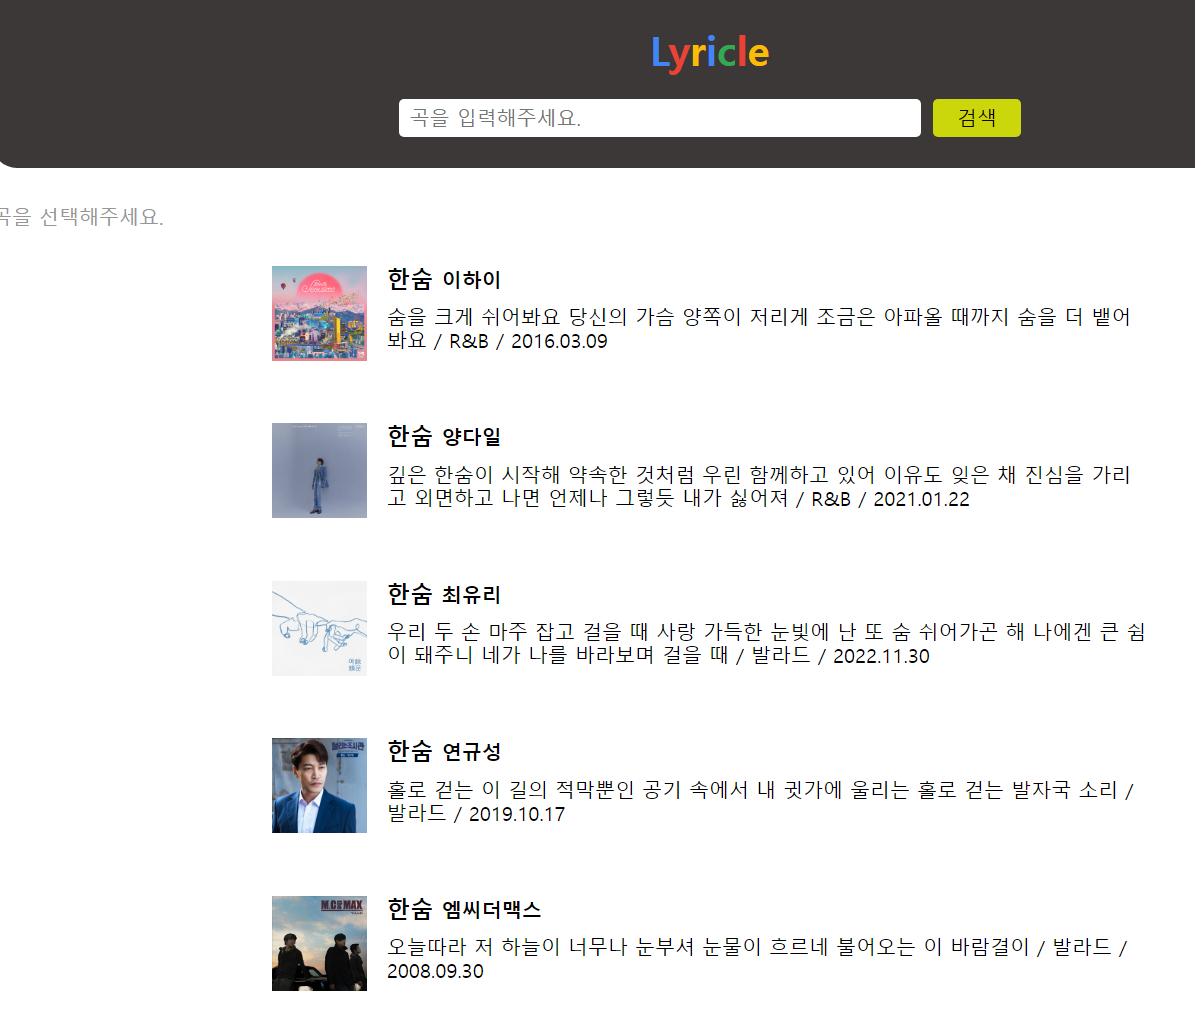 Lyricle
곡을 입력해주세요.
검색
곡을 선택해주세요.
한숨 이하이
숨을 크게 쉬어봐요 당신의 가슴 양쪽이 저리게 조금은 아파올 때까지 숨을 더 뱉어
봐요 / R&B / 2016.03.09
한숨 양다일
깊은 한숨이 시작해 약속한 것처럼 우린 함께하고 있어 이유도 잊은 채 진심을 가리
고 외면하고 나면 언제나 그렇듯 내가 싫어져 / R&B / 2021.01.22
한숨 최유리
우리 두 손 마주 잡고 걸을 때 사랑 가득한 눈빛에 난 또 숨 쉬어가곤 해 나에겐 큰 쉼
이 돼주니 네가 나를 바라보며 걸을 때 / 발라드 / 2022.11.30
한숨 연규성
홀로 걷는 이 길의 적막뿐인 공기 속에서 내 귓가에 울리는 홀로 걷는 발자국 소리 /
발라드 / 2019.10.17
M.C THE MAX
한숨 엠씨더맥스
오늘따라 저 하늘이 너무나 눈부셔 눈물이 흐르네 불어오는 이 바람결이 / 발라드 /
2008.09.30